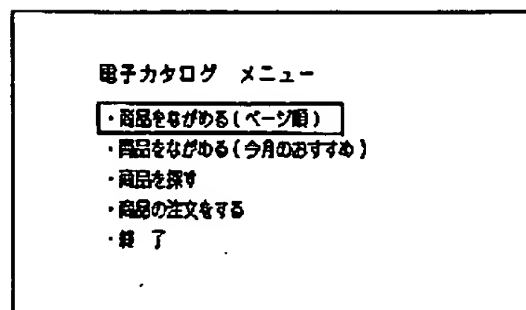 電子カタログ メニュー
・商品をながめる(ページ順)
・商品をながめる(今月のおすすめ)
・商品を探す
・商品の注文をする
・終 了